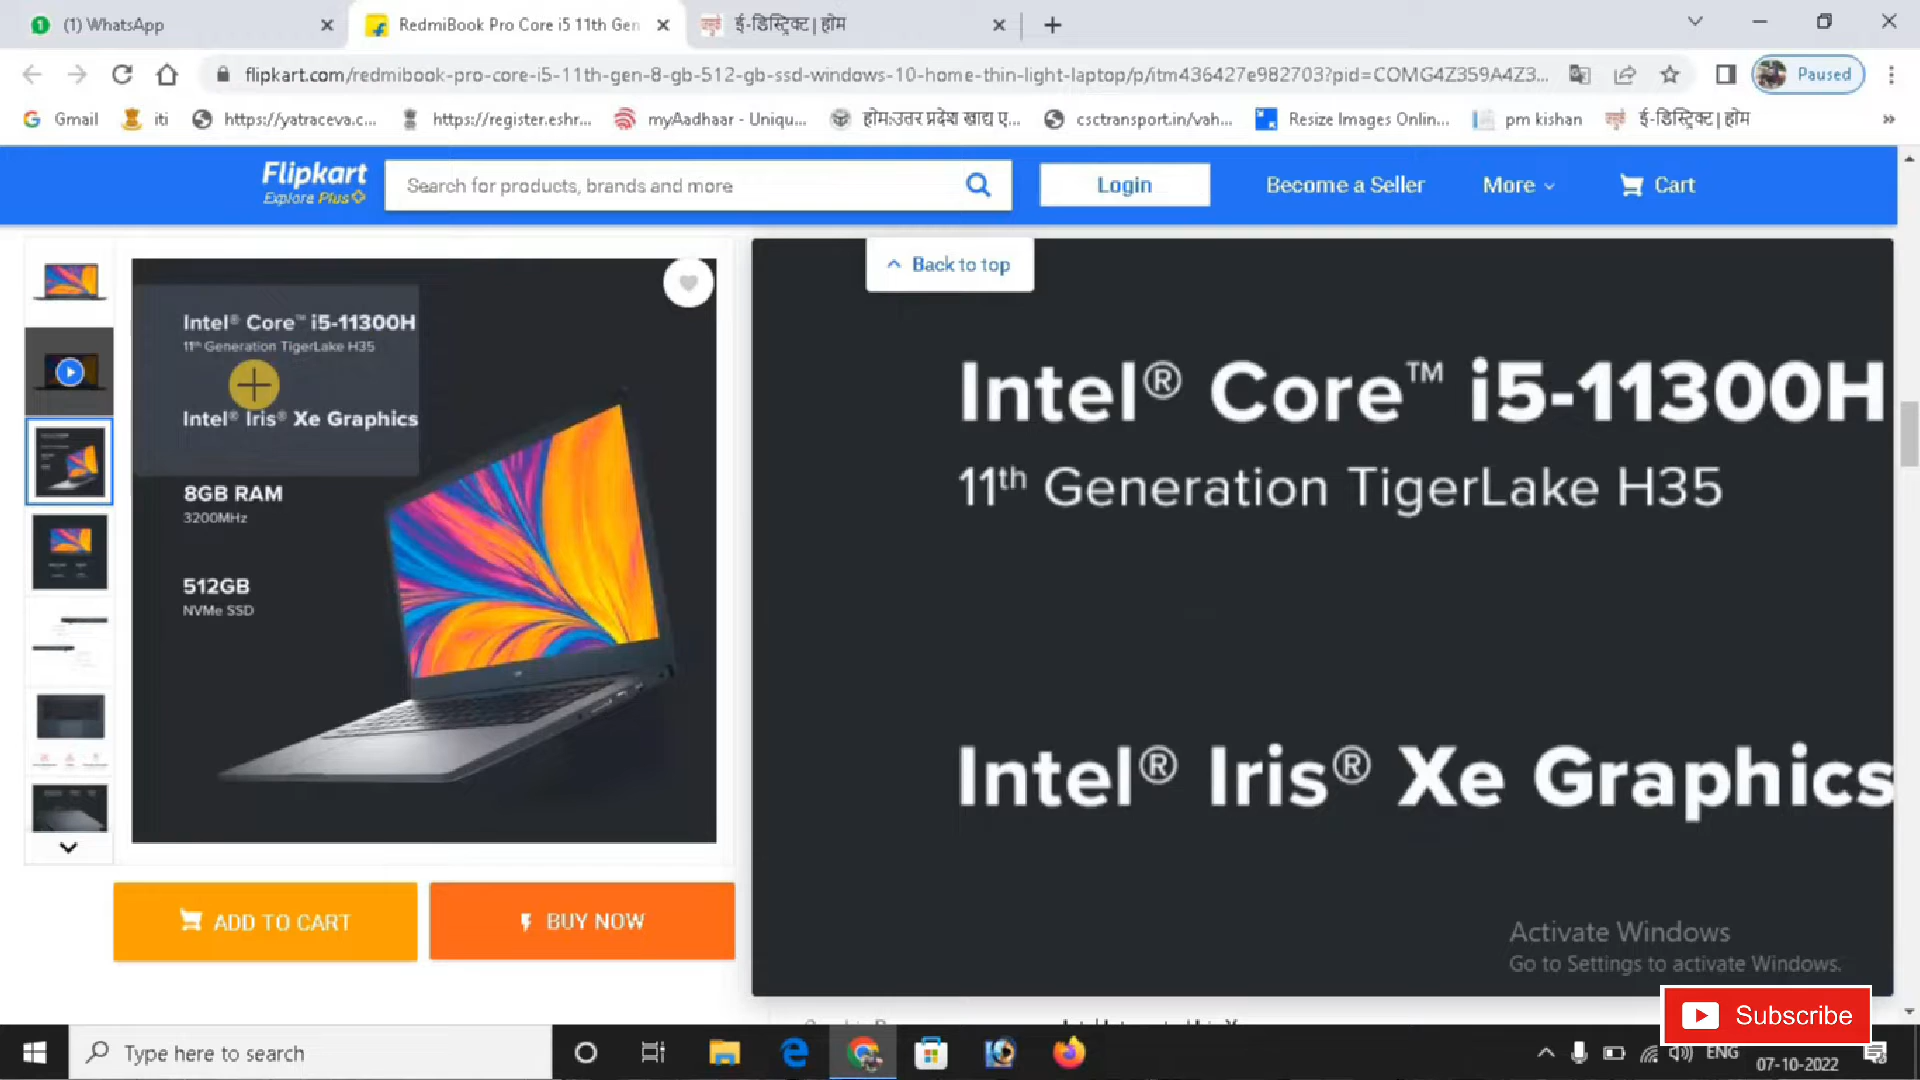 (1) WhatsApp
RedmiBook Pro Core i5 11th Gen
ई-डिस्ट्रिक्ट | होम
flipkart.com/redmibook-pro-core-i5-11th-gen-8-gb-512-gb-ssd-windows-10-home-thin-light-laptop/p/itm436427e982703?pid=COMG4Z359A4Z3...
Paused
Gmail
iti
https://yatraceva.c...
https://register.eshr...
myAadhaar - Uniqu...
होम:उत्तर प्रदेश खाद्य ए...
csctransport.in/vah...
Resize Images Onlin...
pm kishan
ई-डिस्ट्रिक्ट | होम
Flipkart
Explore Plus
Search for products, brands and more
Login
Become a Seller
More
Cart
Back to top
Intel® Core™ i5-11300H
11th Generation TigerLake H35
Intel® Iris® Xe Graphics
8GB RAM
3200MHz
512GB
NVMe SSD
Intel® Core™ i5-11300H
11th Generation TigerLake H35
Intel® Iris® Xe Graphics
ADD TO CART
BUY NOW
Activate Windows
Go to Settings to activate Windows.
Subscribe
Type here to search
ENG
07-10-2022